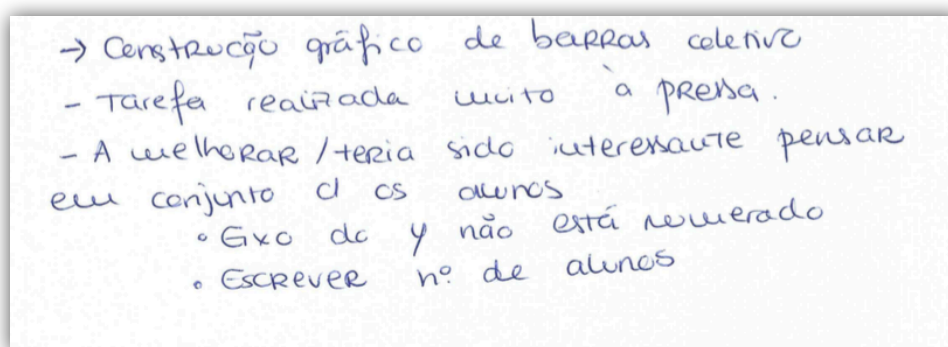 → Construção gráfico de barras coletivo
- Tarefa realizada muito à pressa.
- A melhorar / teria sido interessante pensar
em conjunto c/ os alunos
• Eixo do y não está numerado
• Escrever nº de alunos